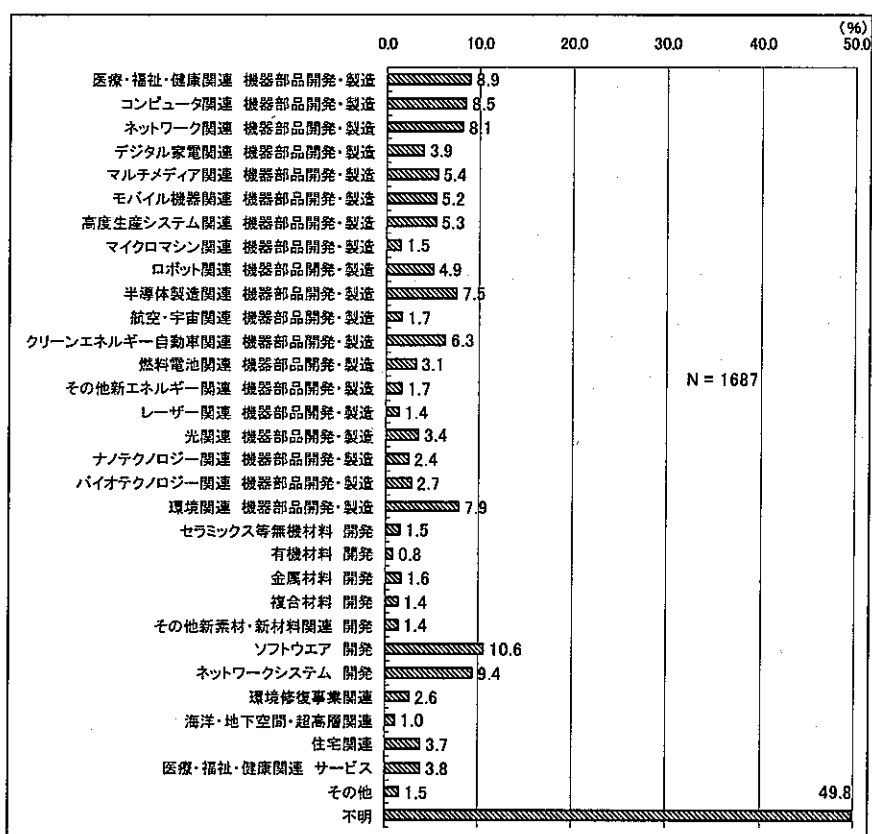 (%)
0.0 10.0 20.0 30.0 40.0 50.0
医療・福祉・健康関連 機器部品開発・製造 8.9
コンピュータ関連 機器部品開発・製造 8.5
ネットワーク関連 機器部品開発・製造 8.1
デジタル家電関連 機器部品開発・製造 3.9
マルチメディア関連 機器部品開発・製造 5.4
モバイル機器関連 機器部品開発・製造 5.2
高度生産システム関連 機器部品開発・製造 5.3
マイクロマシン関連 機器部品開発・製造 1.5
ロボット関連 機器部品開発・製造 4.9
半導体製造関連 機器部品開発・製造 7.5
航空・宇宙関連 機器部品開発・製造 1.7
クリーンエネルギー自動車関連 機器部品開発・製造 6.3
燃料電池関連 機器部品開発・製造 3.1
その他新エネルギー関連 機器部品開発・製造 1.7
N = 1687
レーザー関連 機器部品開発・製造 1.4
光関連 機器部品開発・製造 3.4
ナノテクノロジー関連 機器部品開発・製造 2.4
バイオテクノロジー関連 機器部品開発・製造 2.7
環境関連 機器部品開発・製造 7.9
セラミックス等無機材料 開発 1.5
有機材料 開発 0.8
金属材料 開発 1.6
複合材料 開発 1.4
その他新素材・新材料関連 開発 1.4
ソフトウエア 開発 10.6
ネットワークシステム 開発 9.4
環境修復事業関連 2.6
海洋・地下空間・超高層関連 1.0
住宅関連 3.7
医療・福祉・健康関連 サービス 3.8
その他 1.5
不明 49.8